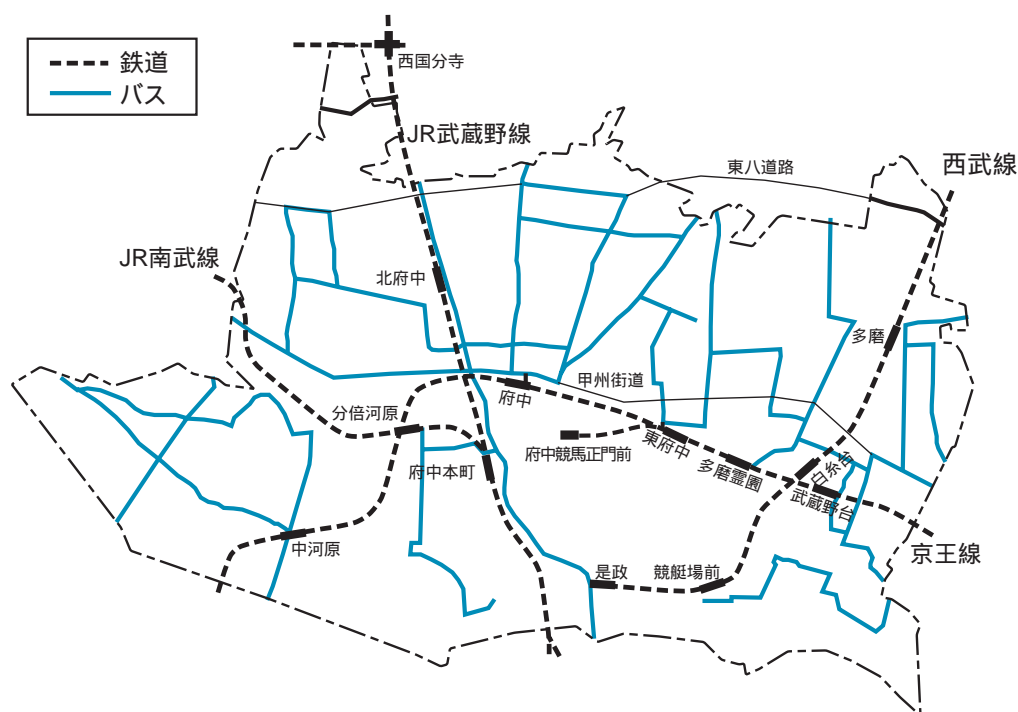 鉄道
バス
西国分寺
JR武蔵野線
東八道路
西武線
JR南武線
北府中
多磨
甲州街道
府中
分倍河原
東府中
府中競馬正門前
多磨霊園
白糸台
府中本町
武蔵野台
中河原
京王線
是政
競艇場前